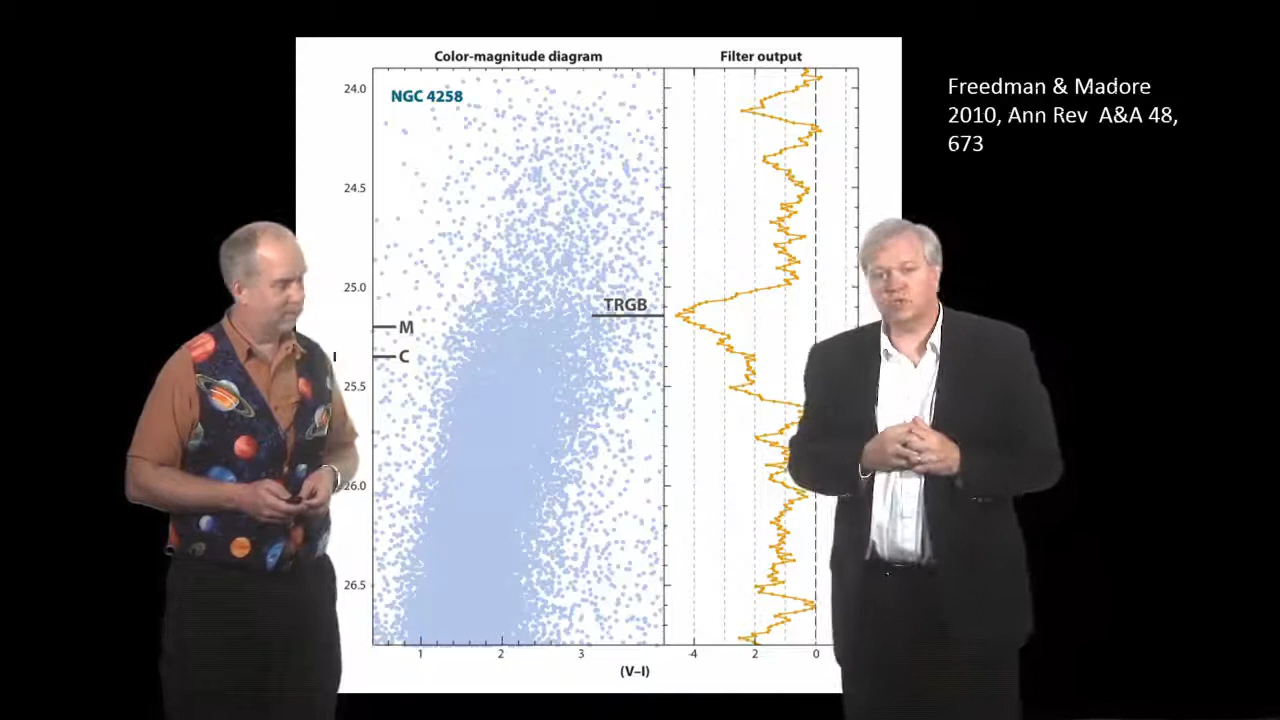 Color-magnitude diagram
Filter output
Freedman & Madore
2010, Ann Rev A&A 48,
673
24.0
NGC 4258
24.5
25.0
TRGB
M
I
C
25.5
26.0
26.5
1 2 3
-4 2 0
(V–I)